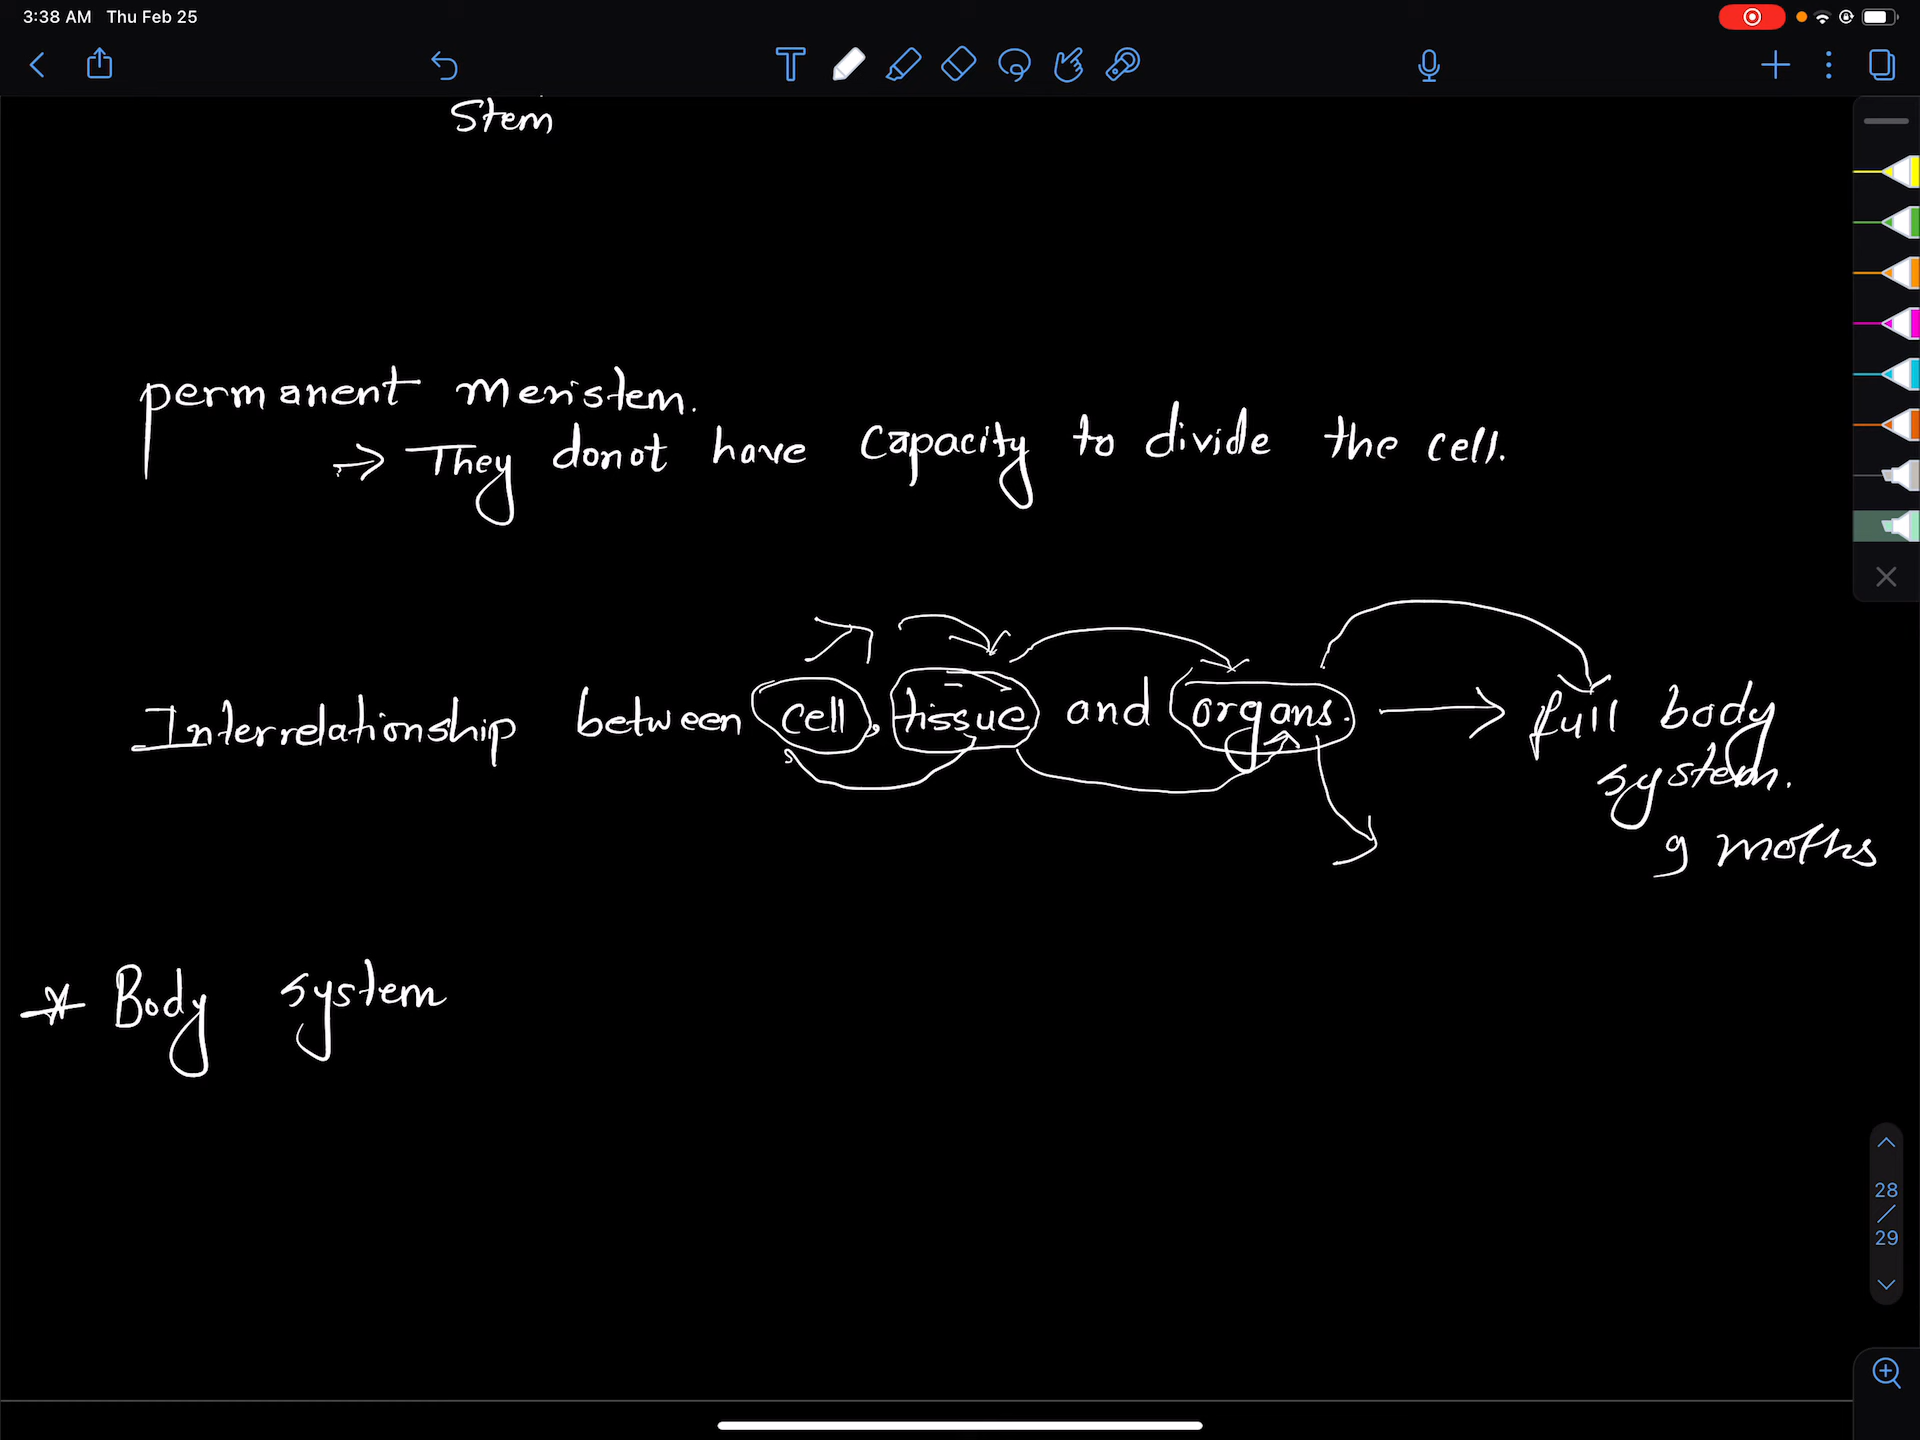 3:38 AM Thu Feb 25
Stem
permanent meristem.
→ They donot have capacity to divide the cell.
Interrelationship between cell, tissue and organs. → full body
system.
9 moths
* Body system
28
/
29